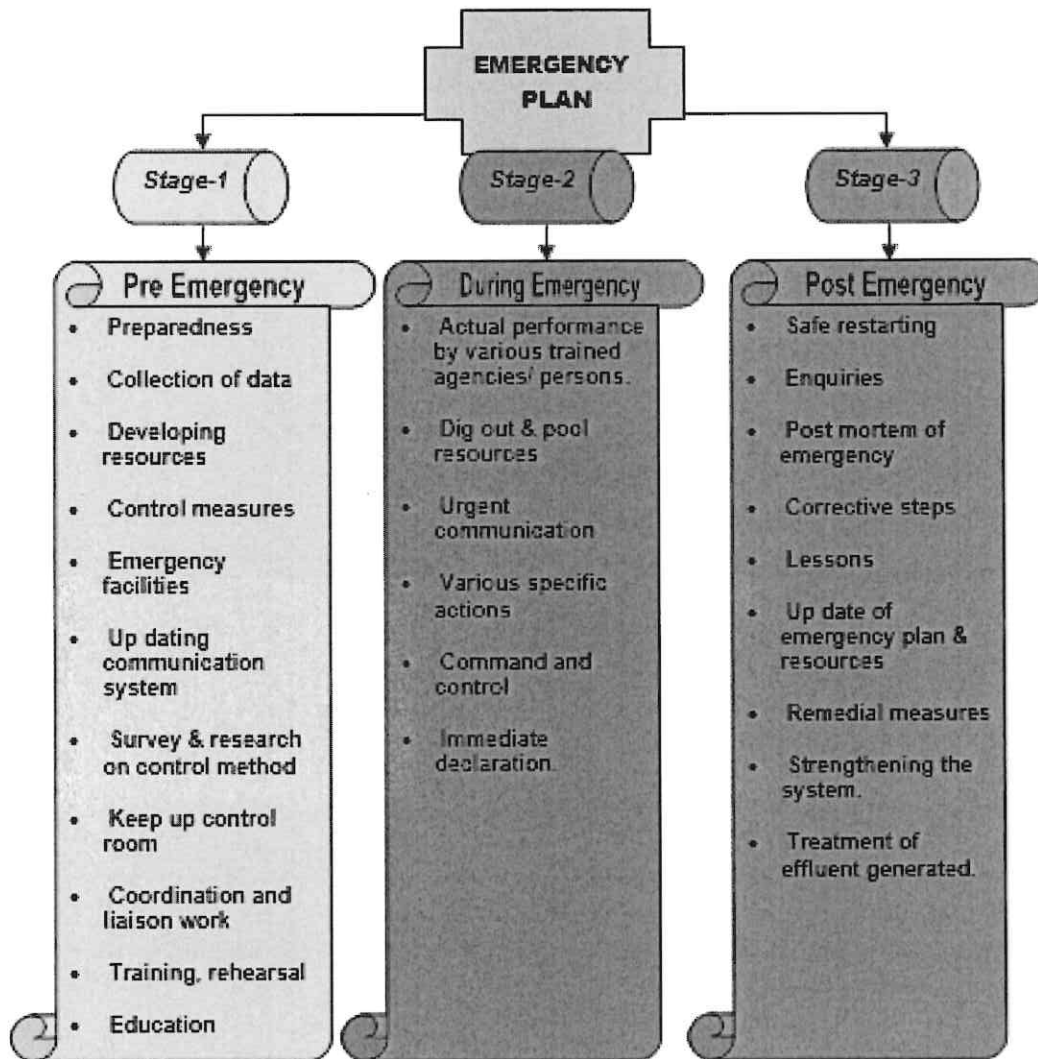 EMERGENCY
PLAN
Stage-1
Stage-2
Stage-3
Pre Emergency
• Preparedness
• Collection of data
• Developing
resources
• Control measures
• Emergency
facilities
• Up dating
communication
system
• Survey & research
on control method
• Keep up control
room
• Coordination and
liaison work
• Training, rehearsal
• Education
During Emergency
• Actual performance
by various trained
agencies/ persons.
• Dig out & pool
resources
• Urgent
communication
• Various specific
actions
• Command and
control
• Immediate
declaration.
Post Emergency
• Safe restarting
• Enquiries
• Post mortem of
emergency
• Corrective steps
• Lessons
• Up date of
emergency plan &
resources
• Remedial measures
• Strengthening the
system.
• Treatment of
effluent generated.